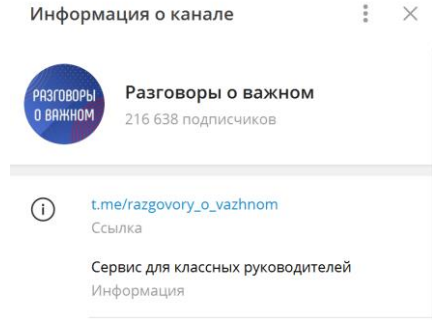 Информация о канале
РАЗГОВОРЫ
О ВАЖНОМ
Разговоры о важном
216 638 подписчиков
t.me/razgovory_o_vazhnom
Ссылка
Сервис для классных руководителей
Информация